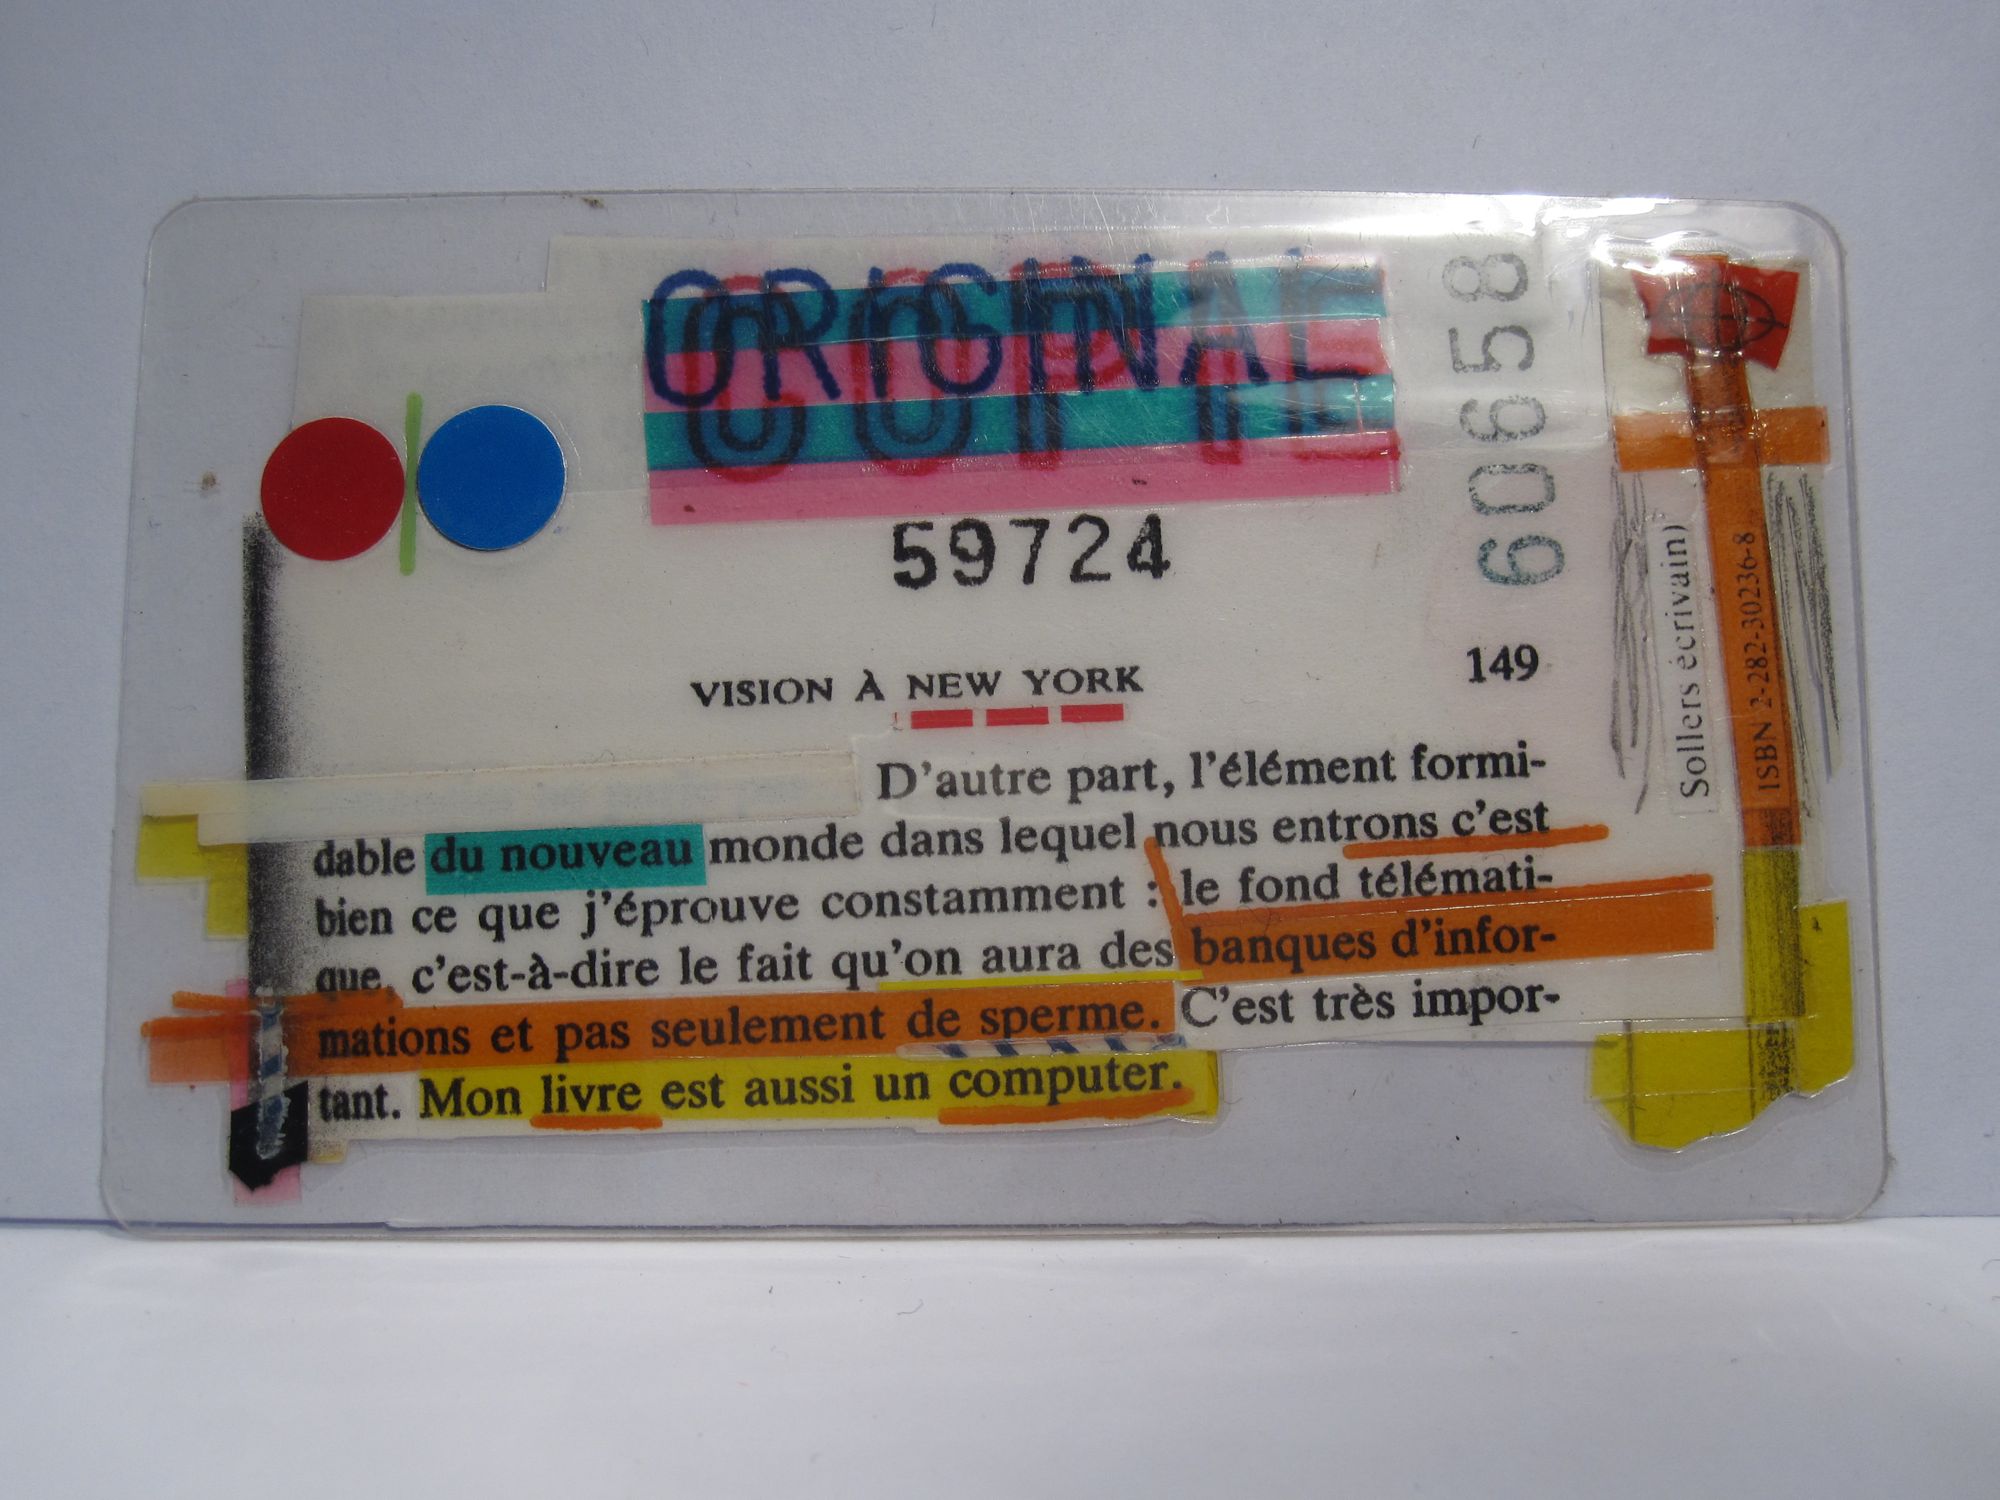 ORIGINAL
COPIE
60658
59724
VISION À NEW YORK
149
D'autre part, l'élément formi-
dable du nouveau monde dans lequel nous entrons c'est
bien ce que j'éprouve constamment : le fond télémati-
que, c'est-à-dire le fait qu'on aura des banques d'infor-
mations et pas seulement de sperme. C'est très impor-
tant. Mon livre est aussi un computer.
Sollers écrivain)
ISBN 2-282-30236-8